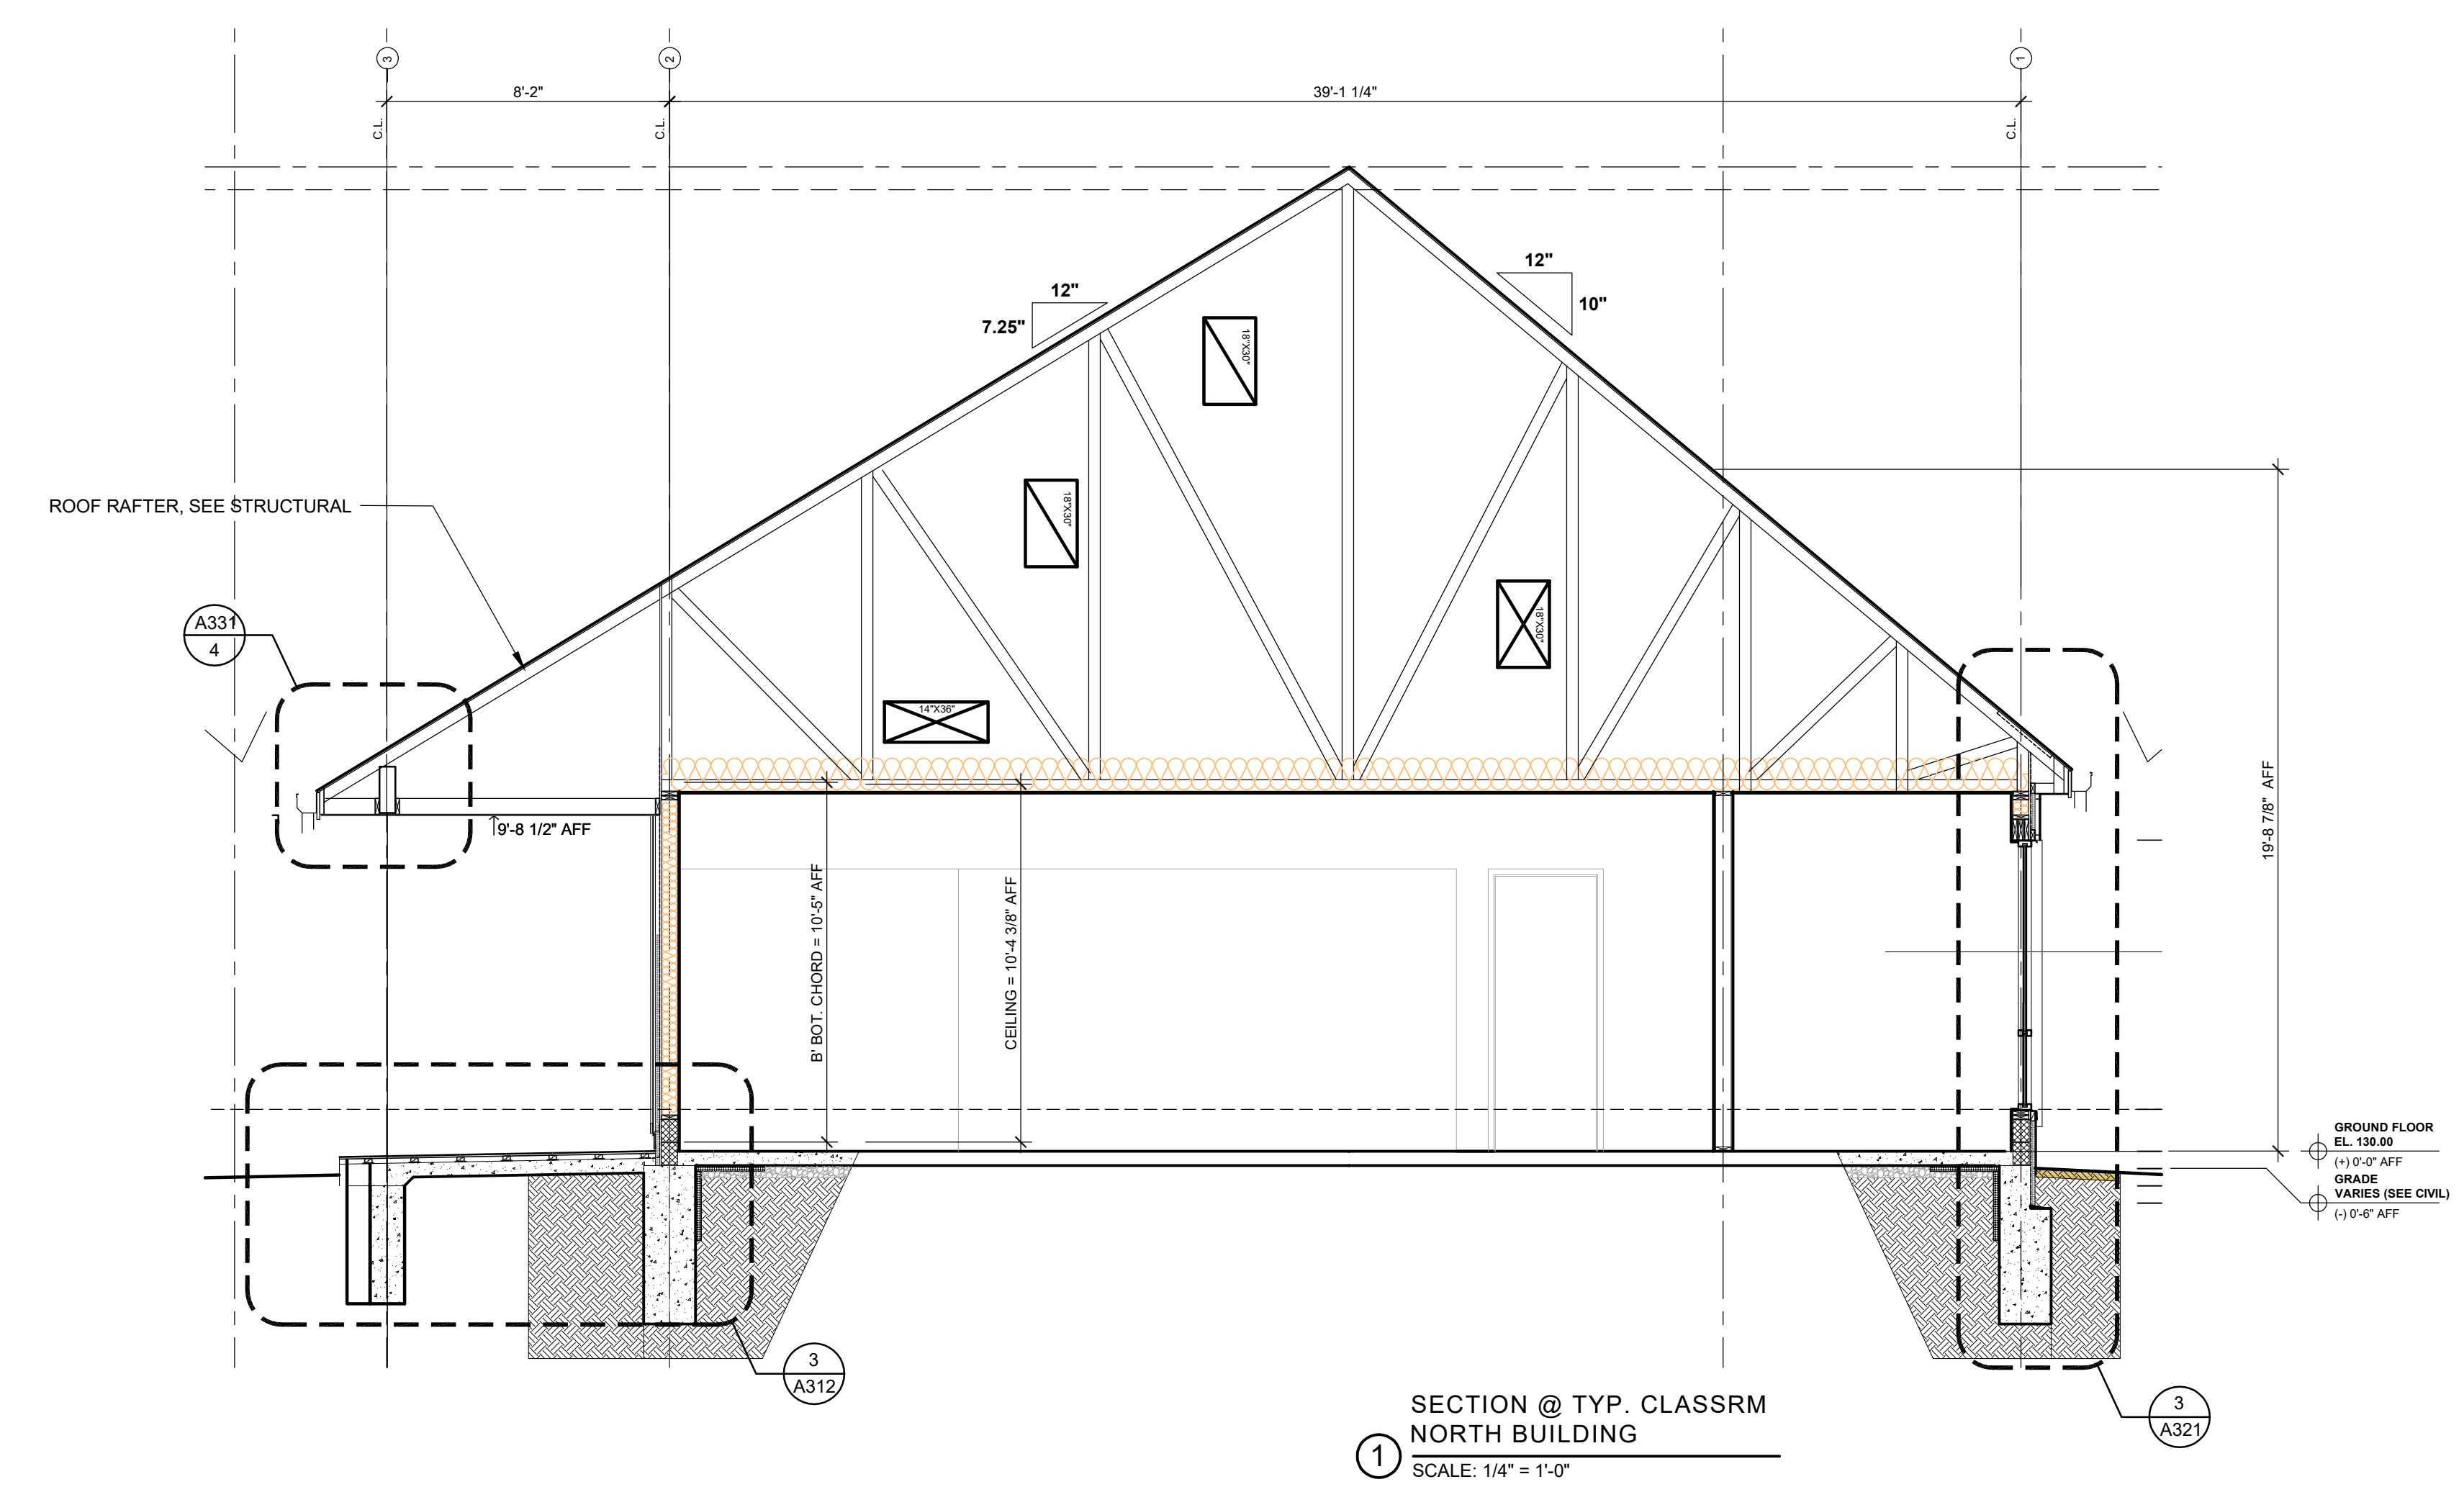 3
2
1
8'-2"
39'-1 1/4"
C.L.
C.L.
C.L.
12"
7.25"
12"
10"
18"X30"
18"X30"
18"X30"
14"X36"
ROOF RAFTER, SEE STRUCTURAL
A331
4
9'-8 1/2" AFF
B' BOT. CHORD = 10'-5" AFF
CEILING = 10'-4 3/8" AFF
19'-8 7/8" AFF
GROUND FLOOR
EL. 130.00
(+) 0'-0" AFF
GRADE
VARIES (SEE CIVIL)
(-) 0'-6" AFF
3
A312
3
A321
1
SECTION @ TYP. CLASSRM
NORTH BUILDING
SCALE: 1/4" = 1'-0"